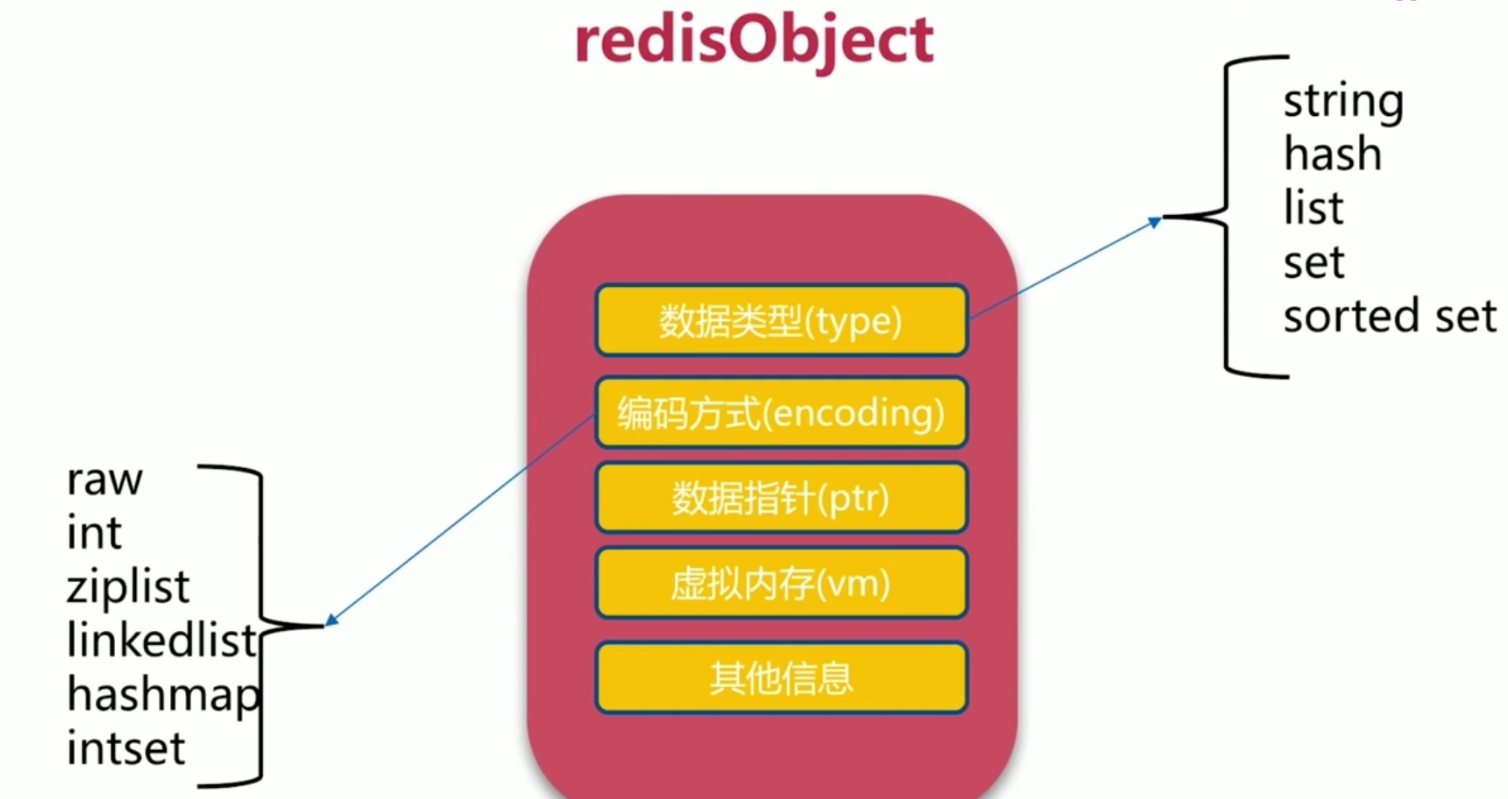 redisObject
string
hash
list
set
sorted set
数据类型(type)
编码方式(encoding)
数据指针(ptr)
虚拟内存(vm)
其他信息
raw
int
ziplist
linkedlist
hashmap
intset